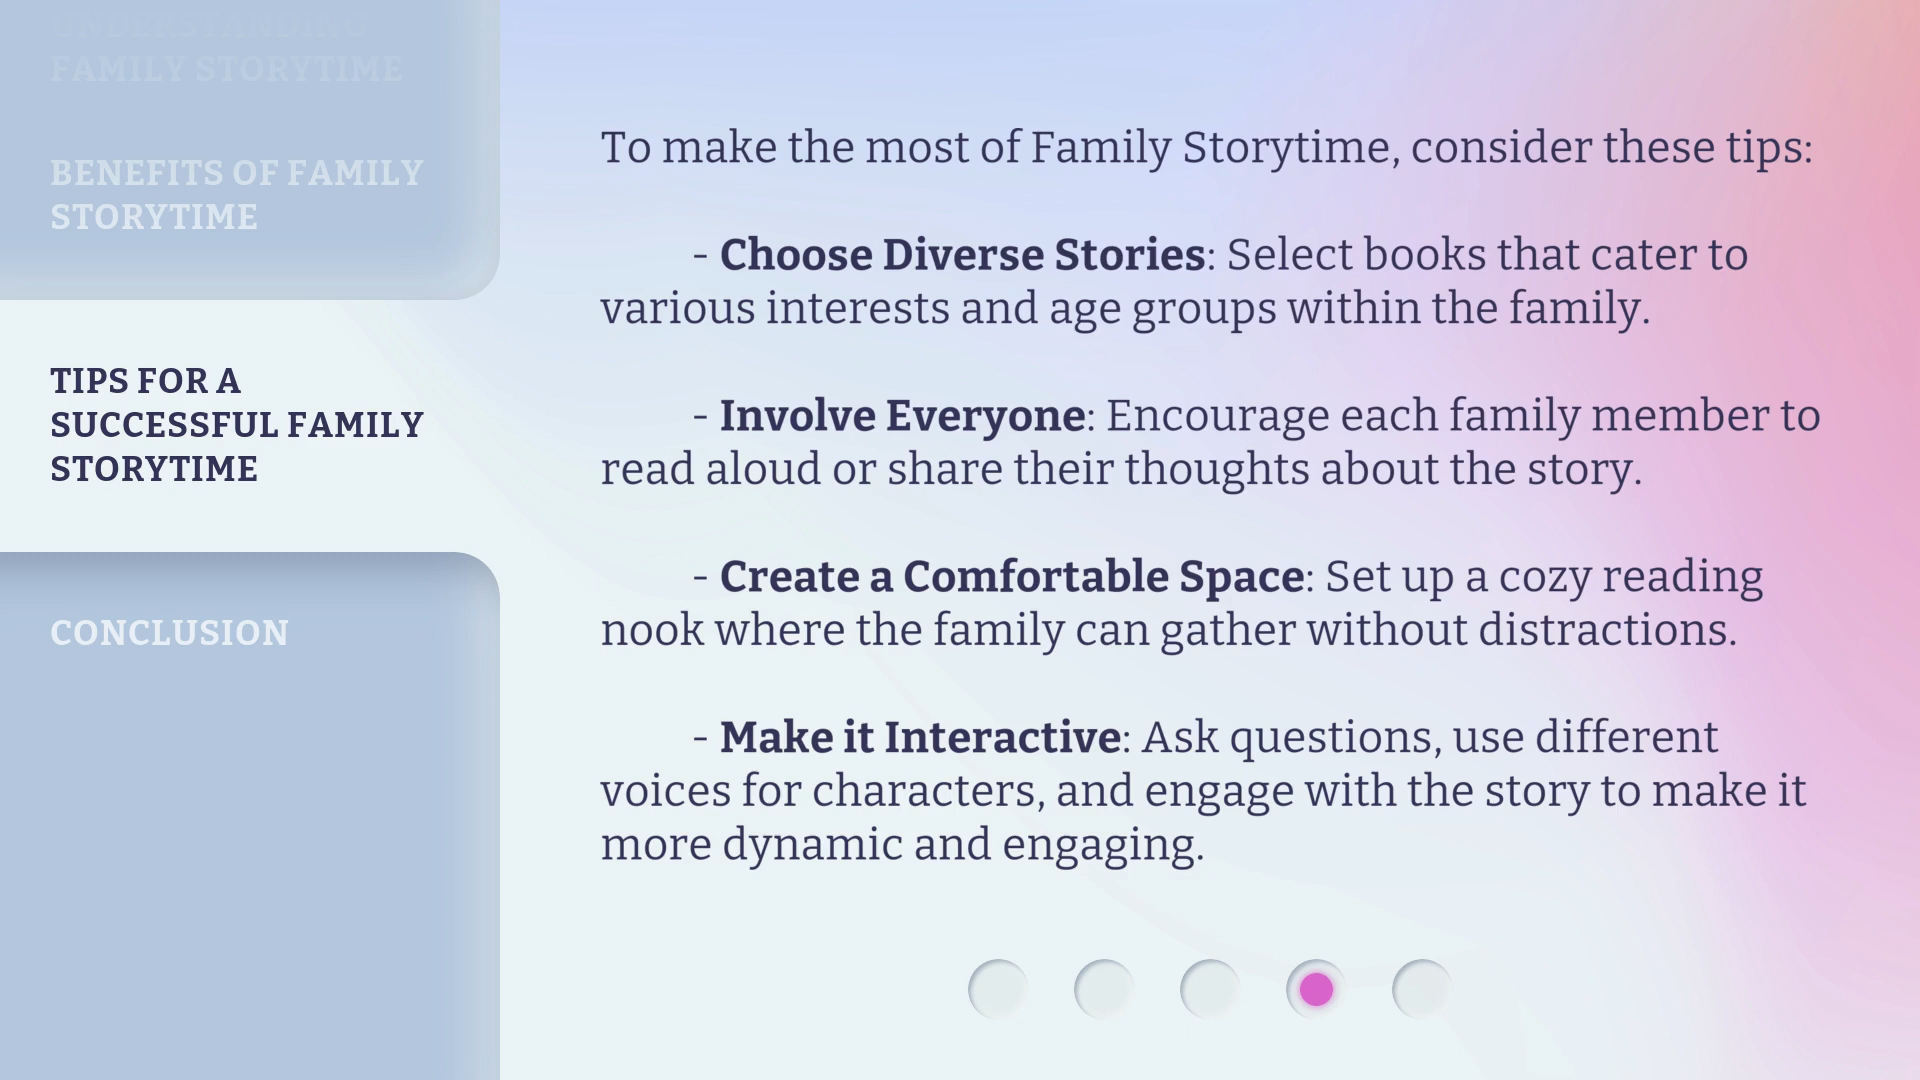 UNDERSTANDING
FAMILY STORYTIME
BENEFITS OF FAMILY
STORYTIME
TIPS FOR A
SUCCESSFUL FAMILY
STORYTIME
CONCLUSION
To make the most of Family Storytime, consider these tips:
- Choose Diverse Stories: Select books that cater to
various interests and age groups within the family.
- Involve Everyone: Encourage each family member to
read aloud or share their thoughts about the story.
- Create a Comfortable Space: Set up a cozy reading
nook where the family can gather without distractions.
- Make it Interactive: Ask questions, use different
voices for characters, and engage with the story to make it
more dynamic and engaging.